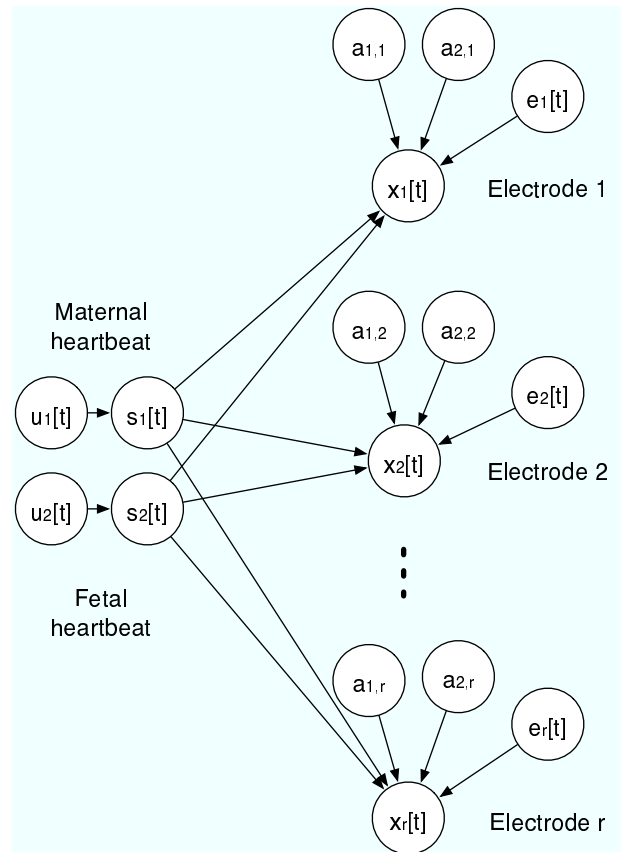 a1,1
a2,1
e1[t]
x1[t]
Electrode 1
Maternal
heartbeat
a1,2
a2,2
e2[t]
u1[t]
s1[t]
x2[t]
Electrode 2
u2[t]
s2[t]
Fetal
heartbeat
a1,r
a2,r
er[t]
xr[t]
Electrode r